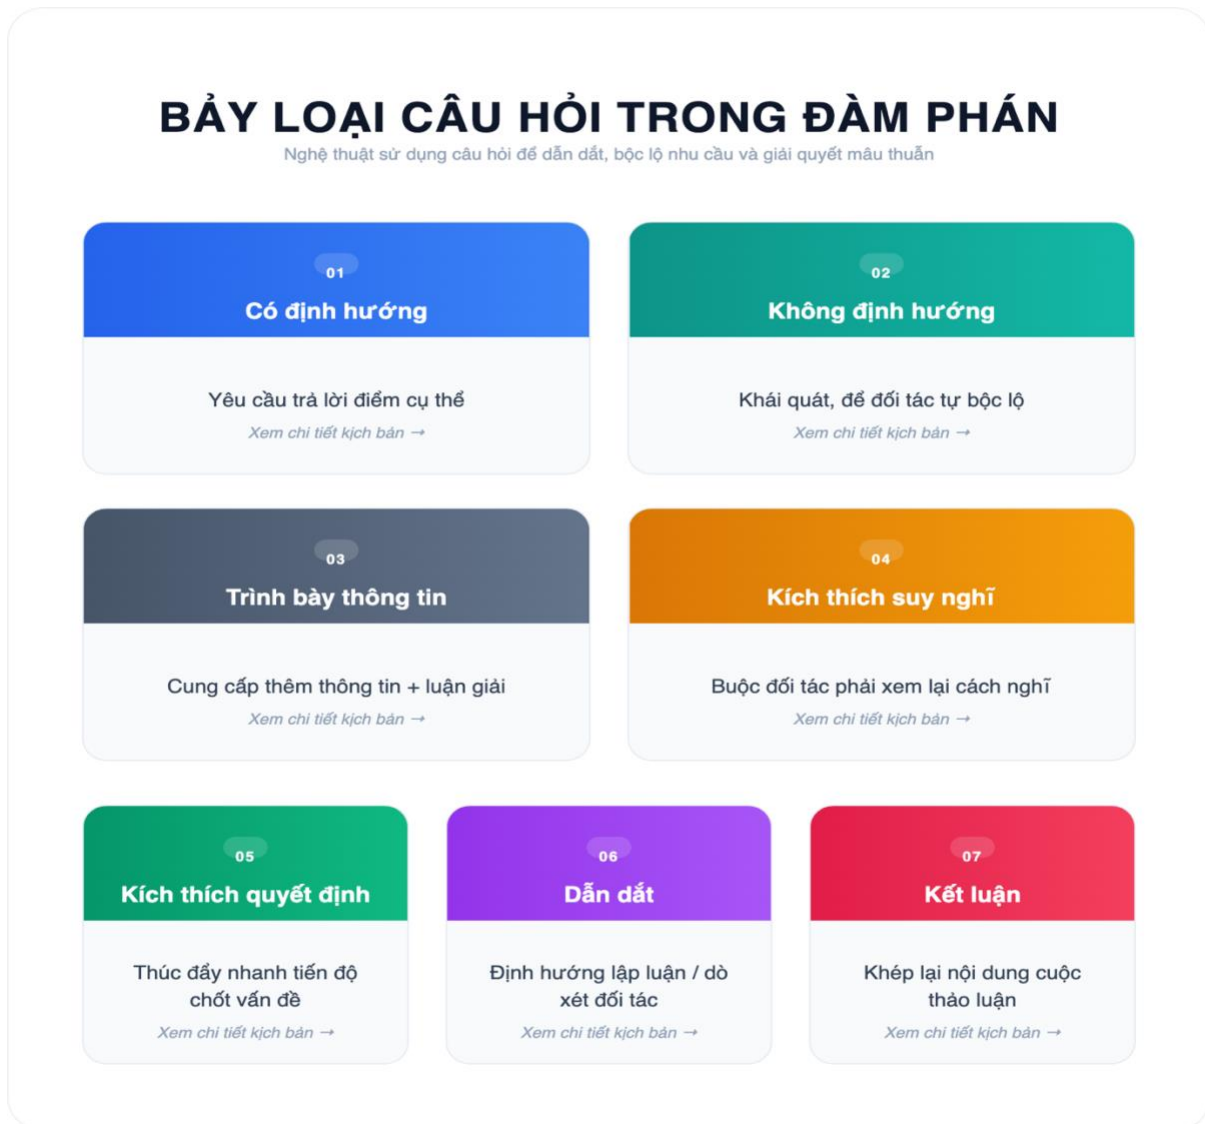 BẢY LOẠI CÂU HỎI TRONG ĐÀM PHÁN
Nghệ thuật sử dụng câu hỏi để dẫn dắt, bộc lộ nhu cầu và giải quyết mâu thuẫn
01
Có định hướng
Yêu cầu trả lời điểm cụ thể
Xem chi tiết kịch bản →
02
Không định hướng
Khái quát, để đối tác tự bộc lộ
Xem chi tiết kịch bản →
03
Trình bày thông tin
Cung cấp thêm thông tin + luận giải
Xem chi tiết kịch bản →
04
Kích thích suy nghĩ
Buộc đối tác phải xem lại cách nghĩ
Xem chi tiết kịch bản →
05
Kích thích quyết định
Thúc đẩy nhanh tiến độ
chốt vấn đề
Xem chi tiết kịch bản →
06
Dẫn dắt
Định hướng lập luận / dò
xét đối tác
Xem chi tiết kịch bản →
07
Kết luận
Khép lại nội dung cuộc
thảo luận
Xem chi tiết kịch bản →